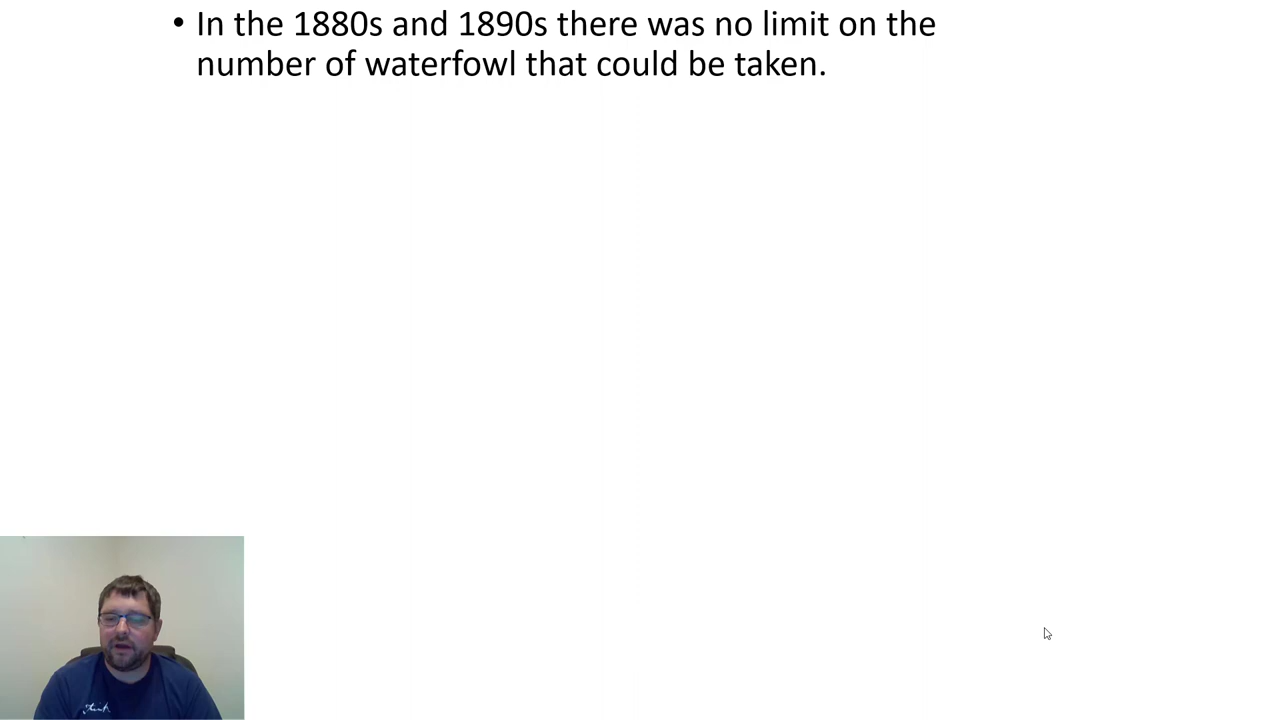 • In the 1880s and 1890s there was no limit on the
number of waterfowl that could be taken.